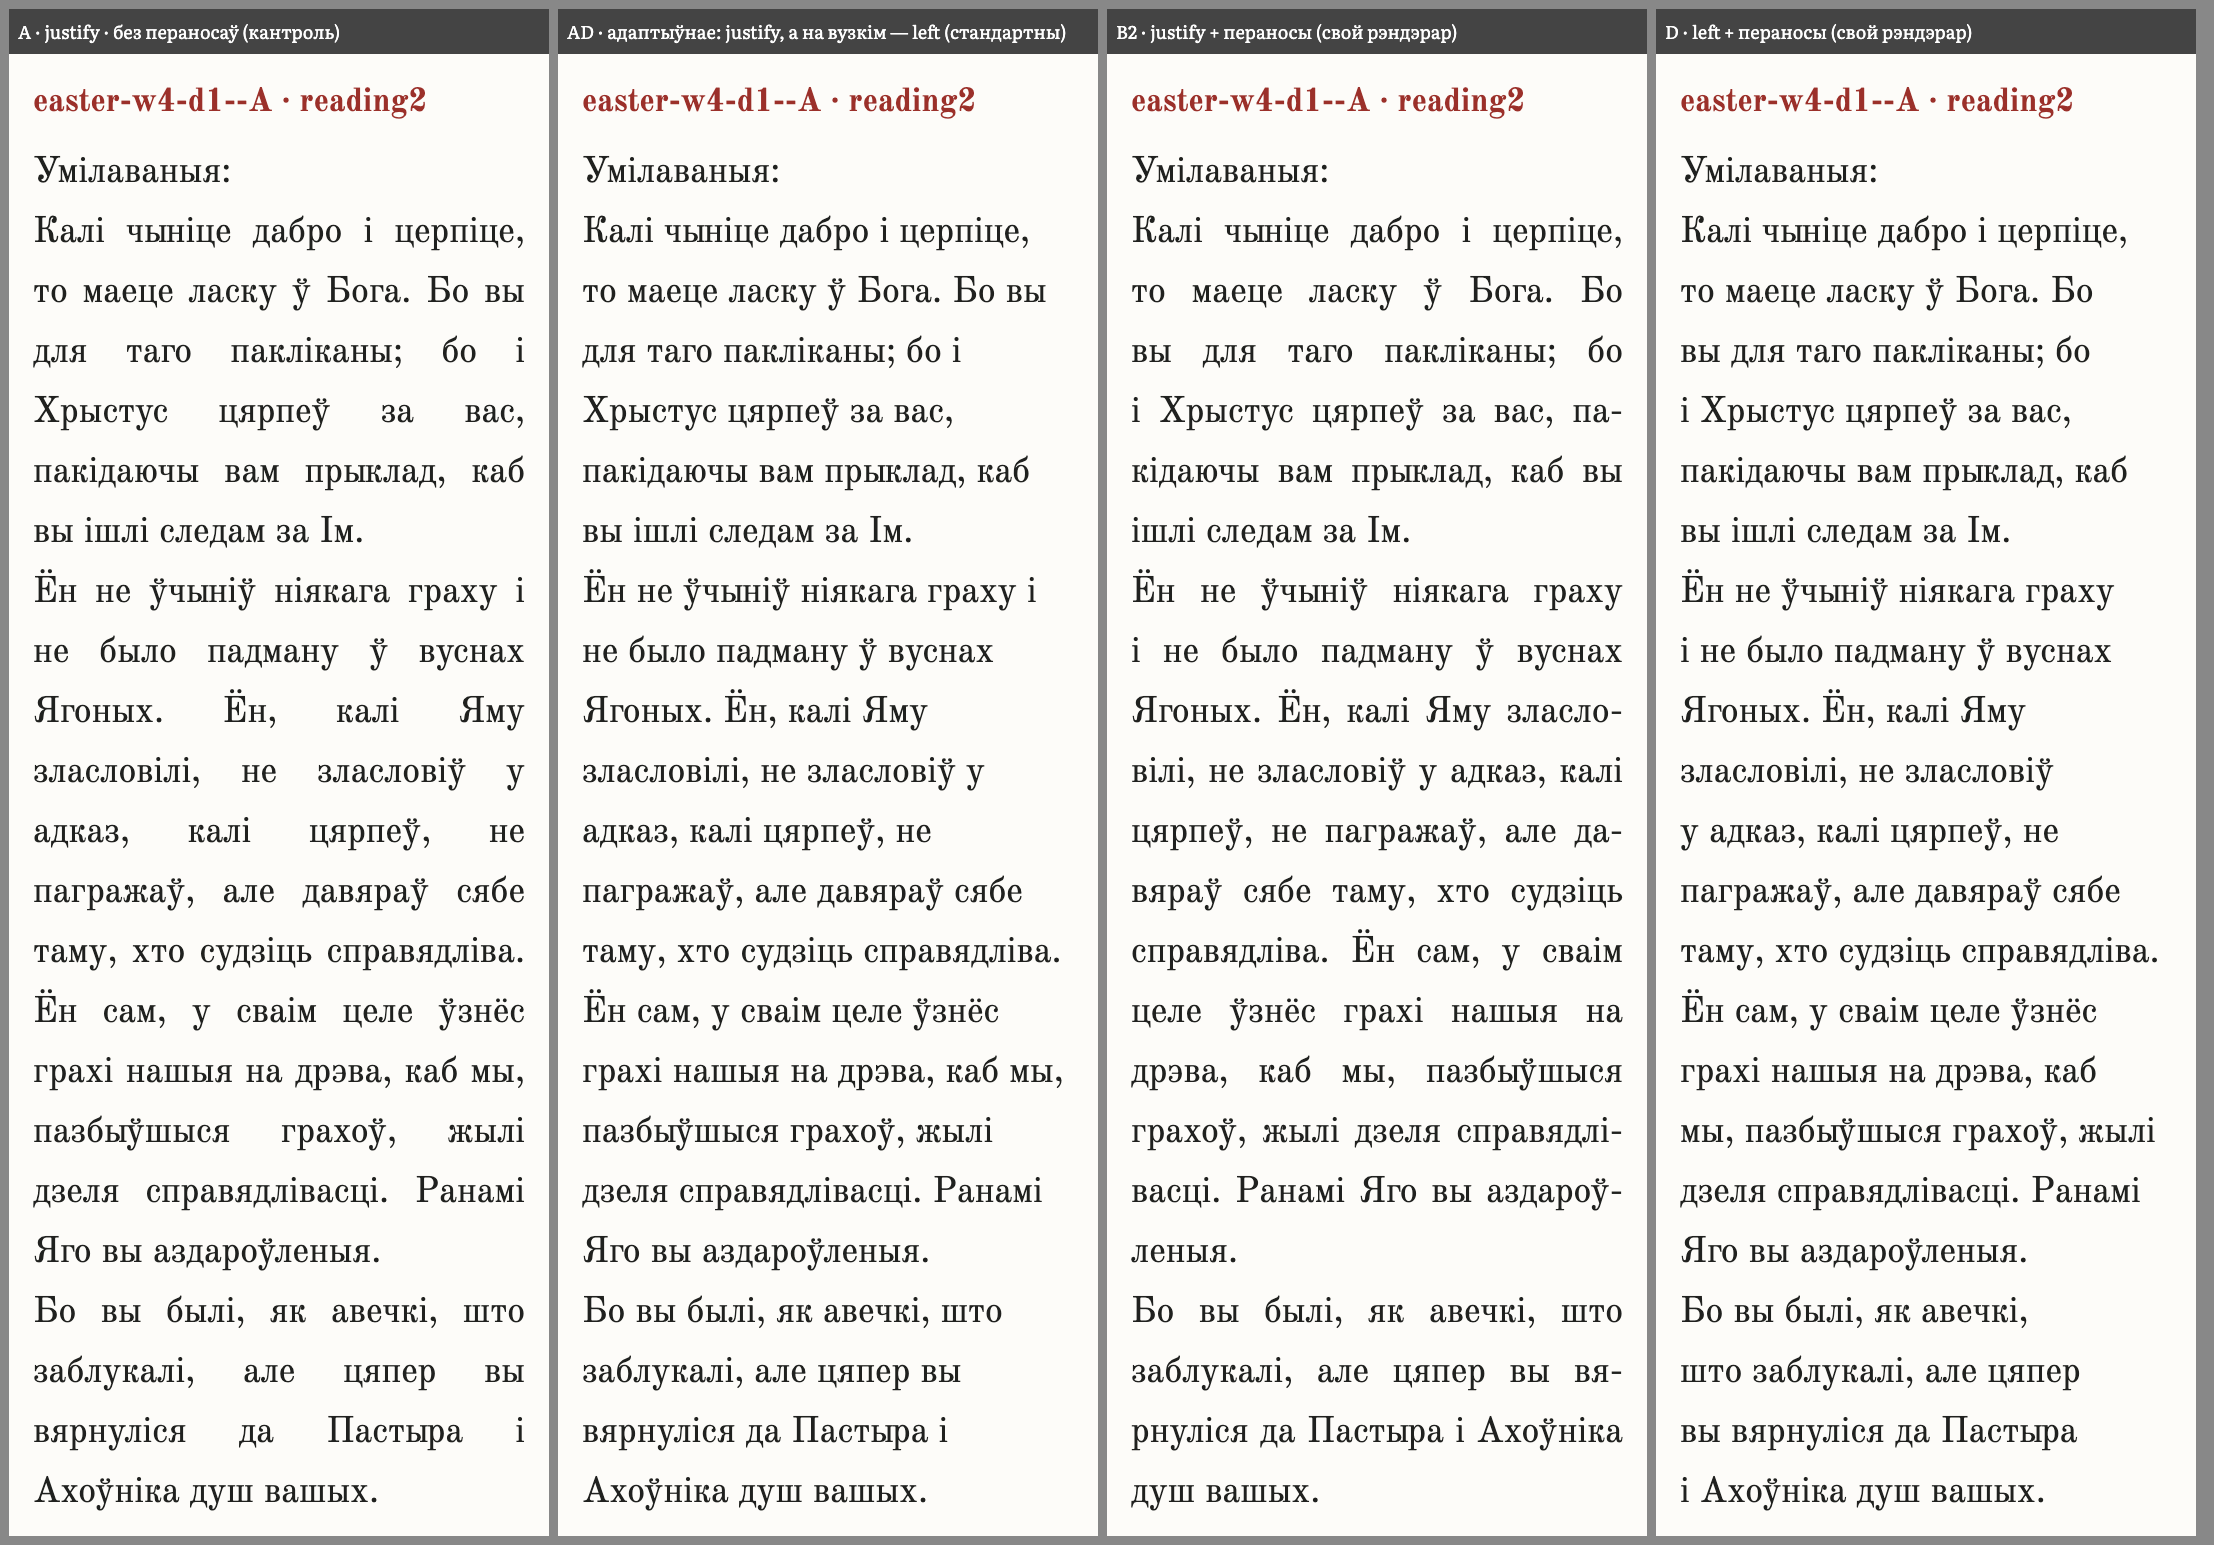 A · justify · без пераносаў (кантроль)
easter-w4-d1--A · reading2
Умілаваныя:
Калі чыніце дабро і церпіце,
то маеце ласку ў Бога. Бо вы
для таго пакліканы; бо і
Хрыстус цярпеў за вас,
пакідаючы вам прыклад, каб
вы ішлі следам за Ім.
Ён не ўчыніў ніякага граху і
не было падману ў вуснах
Ягоных. Ён, калі Яму
зласловілі, не зласловіў у
адказ, калі цярпеў, не
пагражаў, але давяраў сябе
таму, хто судзіць справядліва.
Ён сам, у сваім целе ўзнёс
грахі нашыя на дрэва, каб мы,
пазбыўшыся грахоў, жылі
дзеля справядлівасці. Ранамі
Яго вы аздароўленыя.
Бо вы былі, як авечкі, што
заблукалі, але цяпер вы
вярнуліся да Пастыра і
Ахоўніка душ вашых.
AD · адаптыўнае: justify, а на вузкім — left (стандартны)
easter-w4-d1--A · reading2
Умілаваныя:
Калі чыніце дабро і церпіце,
то маеце ласку ў Бога. Бо вы
для таго пакліканы; бо і
Хрыстус цярпеў за вас,
пакідаючы вам прыклад, каб
вы ішлі следам за Ім.
Ён не ўчыніў ніякага граху і
не было падману ў вуснах
Ягоных. Ён, калі Яму
зласловілі, не зласловіў у
адказ, калі цярпеў, не
пагражаў, але давяраў сябе
таму, хто судзіць справядліва.
Ён сам, у сваім целе ўзнёс
грахі нашыя на дрэва, каб мы,
пазбыўшыся грахоў, жылі
дзеля справядлівасці. Ранамі
Яго вы аздароўленыя.
Бо вы былі, як авечкі, што
заблукалі, але цяпер вы
вярнуліся да Пастыра і
Ахоўніка душ вашых.
B2 · justify + пераносы (свой рэндэрар)
easter-w4-d1--A · reading2
Умілаваныя:
Калі чыніце дабро і церпіце,
то маеце ласку ў Бога. Бо
вы для таго пакліканы; бо
і Хрыстус цярпеў за вас, па-
кідаючы вам прыклад, каб вы
ішлі следам за Ім.
Ён не ўчыніў ніякага граху
і не было падману ў вуснах
Ягоных. Ён, калі Яму зласло-
вілі, не зласловіў у адказ, калі
цярпеў, не пагражаў, але да-
вяраў сябе таму, хто судзіць
справядліва. Ён сам, у сваім
целе ўзнёс грахі нашыя на
дрэва, каб мы, пазбыўшыся
грахоў, жылі дзеля справядлі-
васці. Ранамі Яго вы аздароў-
леныя.
Бо вы былі, як авечкі, што
заблукалі, але цяпер вы вя-
рнуліся да Пастыра і Ахоўніка
душ вашых.
D · left + пераносы (свой рэндэрар)
easter-w4-d1--A · reading2
Умілаваныя:
Калі чыніце дабро і церпіце,
то маеце ласку ў Бога. Бо
вы для таго пакліканы; бо
і Хрыстус цярпеў за вас,
пакідаючы вам прыклад, каб
вы ішлі следам за Ім.
Ён не ўчыніў ніякага граху
і не было падману ў вуснах
Ягоных. Ён, калі Яму
зласловілі, не зласловіў
у адказ, калі цярпеў, не
пагражаў, але давяраў сябе
таму, хто судзіць справядліва.
Ён сам, у сваім целе ўзнёс
грахі нашыя на дрэва, каб
мы, пазбыўшыся грахоў, жылі
дзеля справядлівасці. Ранамі
Яго вы аздароўленыя.
Бо вы былі, як авечкі,
што заблукалі, але цяпер
вы вярнуліся да Пастыра
і Ахоўніка душ вашых.